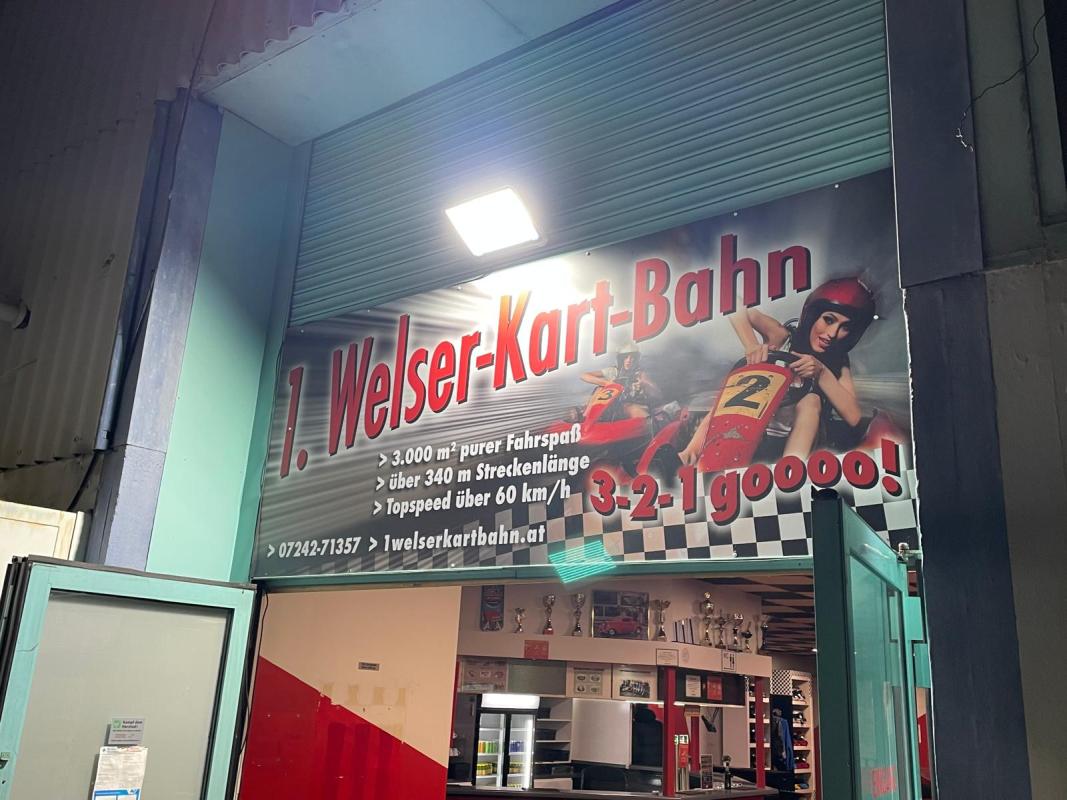 1. Welser-Kart-Bahn
> 3.000 m² purer Fahrspaß
> über 340 m Streckenlänge
> Topspeed über 60 km/h
3
2
3-2-1 goooo!
> 07242-71357 > 1welserkartbahn.at